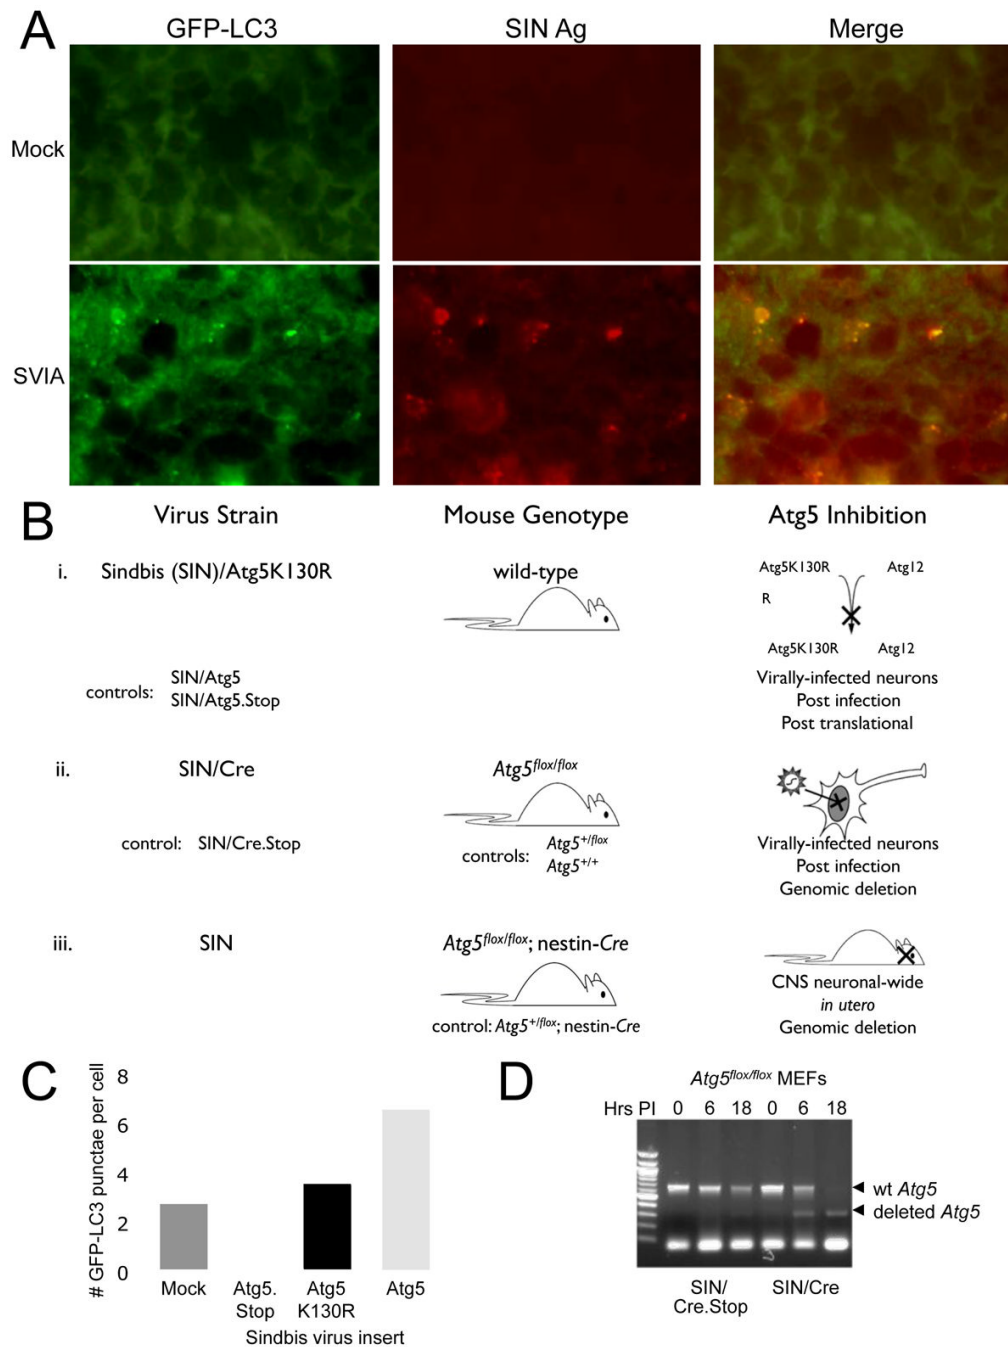 A
GFP-LC3 SIN Ag Merge
Mock
SVIA
B
Virus Strain Mouse Genotype Atg5 Inhibition
i. Sindbis (SIN)/Atg5K130R wild-type
Atg5K130R Atg12
R
Atg5K130R Atg12
controls: SIN/Atg5
SIN/Atg5.Stop
Virally-infected neurons
Post infection
Post translational
ii. SIN/Cre Atg5flox/flox
control: SIN/Cre.Stop
controls: Atg5+/flox
Atg5+/+
Virally-infected neurons
Post infection
Genomic deletion
iii. SIN Atg5flox/flox; nestin-Cre
control: Atg5+/flox; nestin-Cre
CNS neuronal-wide
in utero
Genomic deletion
C
# GFP-LC3 punctae per cell
8
6
4
2
0
Mock Atg5. Atg5 Atg5
Stop K130R
Sindbis virus insert
D
Atg5flox/flox MEFs
Hrs PI 0 6 18 0 6 18
wt Atg5
deleted Atg5
SIN/ SIN/Cre
Cre.Stop